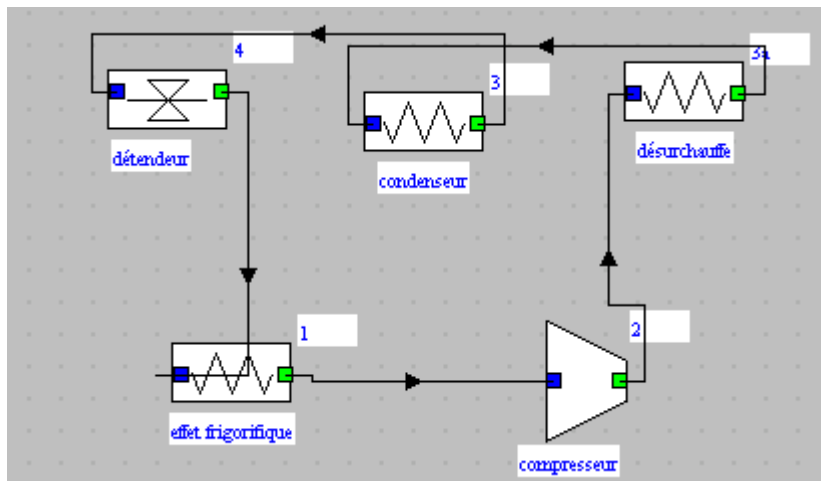 4
3a
3
détendeur
condenseur
désurchauffe
1
2
effet frigorifique
compresseur